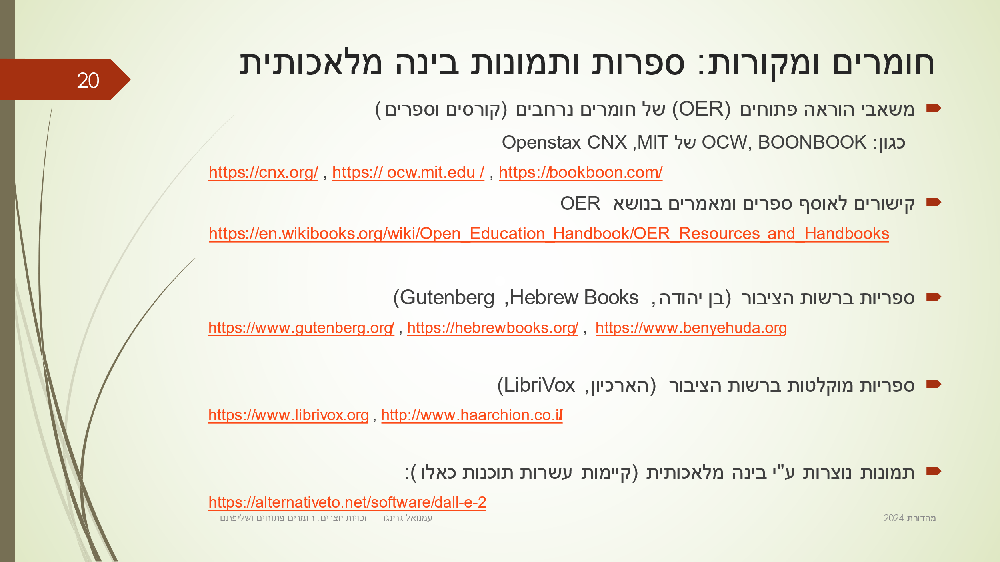 20
חומרים ומקורות: ספרות ותמונות בינה מלאכותית
משאבי הוראה פתוחים (OER) של חומרים נרחבים (קורסים וספרים)
כגון: OCW, BOONBOOK של MIT, Openstax CNX
https://cnx.org/ , https:// ocw.mit.edu / , https://bookboon.com/
קישורים לאוסף ספרים ומאמרים בנושא OER
https://en.wikibooks.org/wiki/Open_Education_Handbook/OER_Resources_and_Handbooks
ספריות ברשות הציבור (בן יהודה, Hebrew Books, Gutenberg)
https://www.gutenberg.org/ , https://hebrewbooks.org/ , https://www.benyehuda.org
ספריות מוקלטות ברשות הציבור (הארכיון, LibriVox)
https://www.librivox.org , http://www.haarchion.co.il/
תמונות נוצרות ע"י בינה מלאכותית (קיימות עשרות תוכנות כאלו):
https://alternativeto.net/software/dall-e-2
מהדורת 2024
עמנואל גרינגרד - זכויות יוצרים, חומרים פתוחים ושליפתם